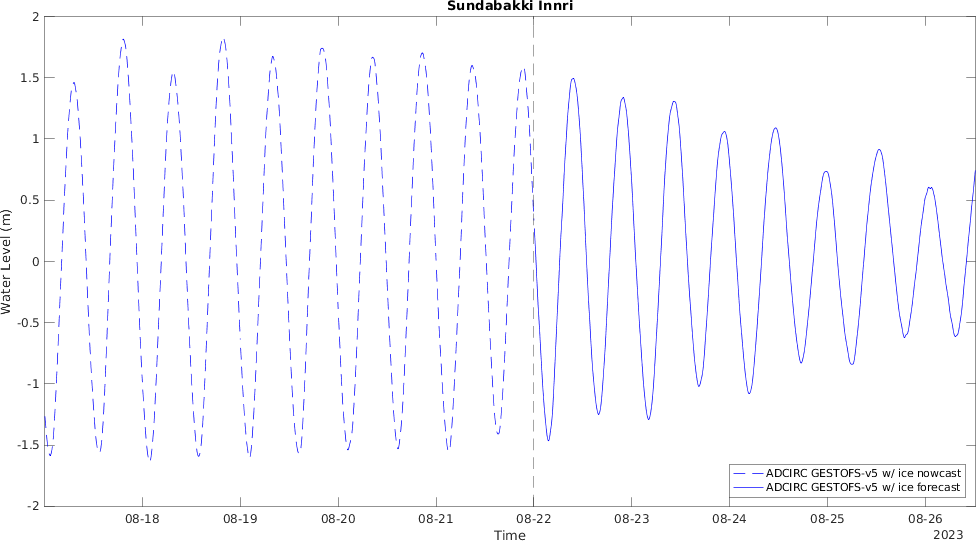 Sundabakki Innri
2
1.5
1
0.5
0
-0.5
-1
-1.5
-2
Water Level (m)
08-18 08-19 08-20 08-21 08-22 08-23 08-24 08-25 08-26
Time
2023
ADCIRC GESTOFS-v5 w/ ice nowcast
ADCIRC GESTOFS-v5 w/ ice forecast